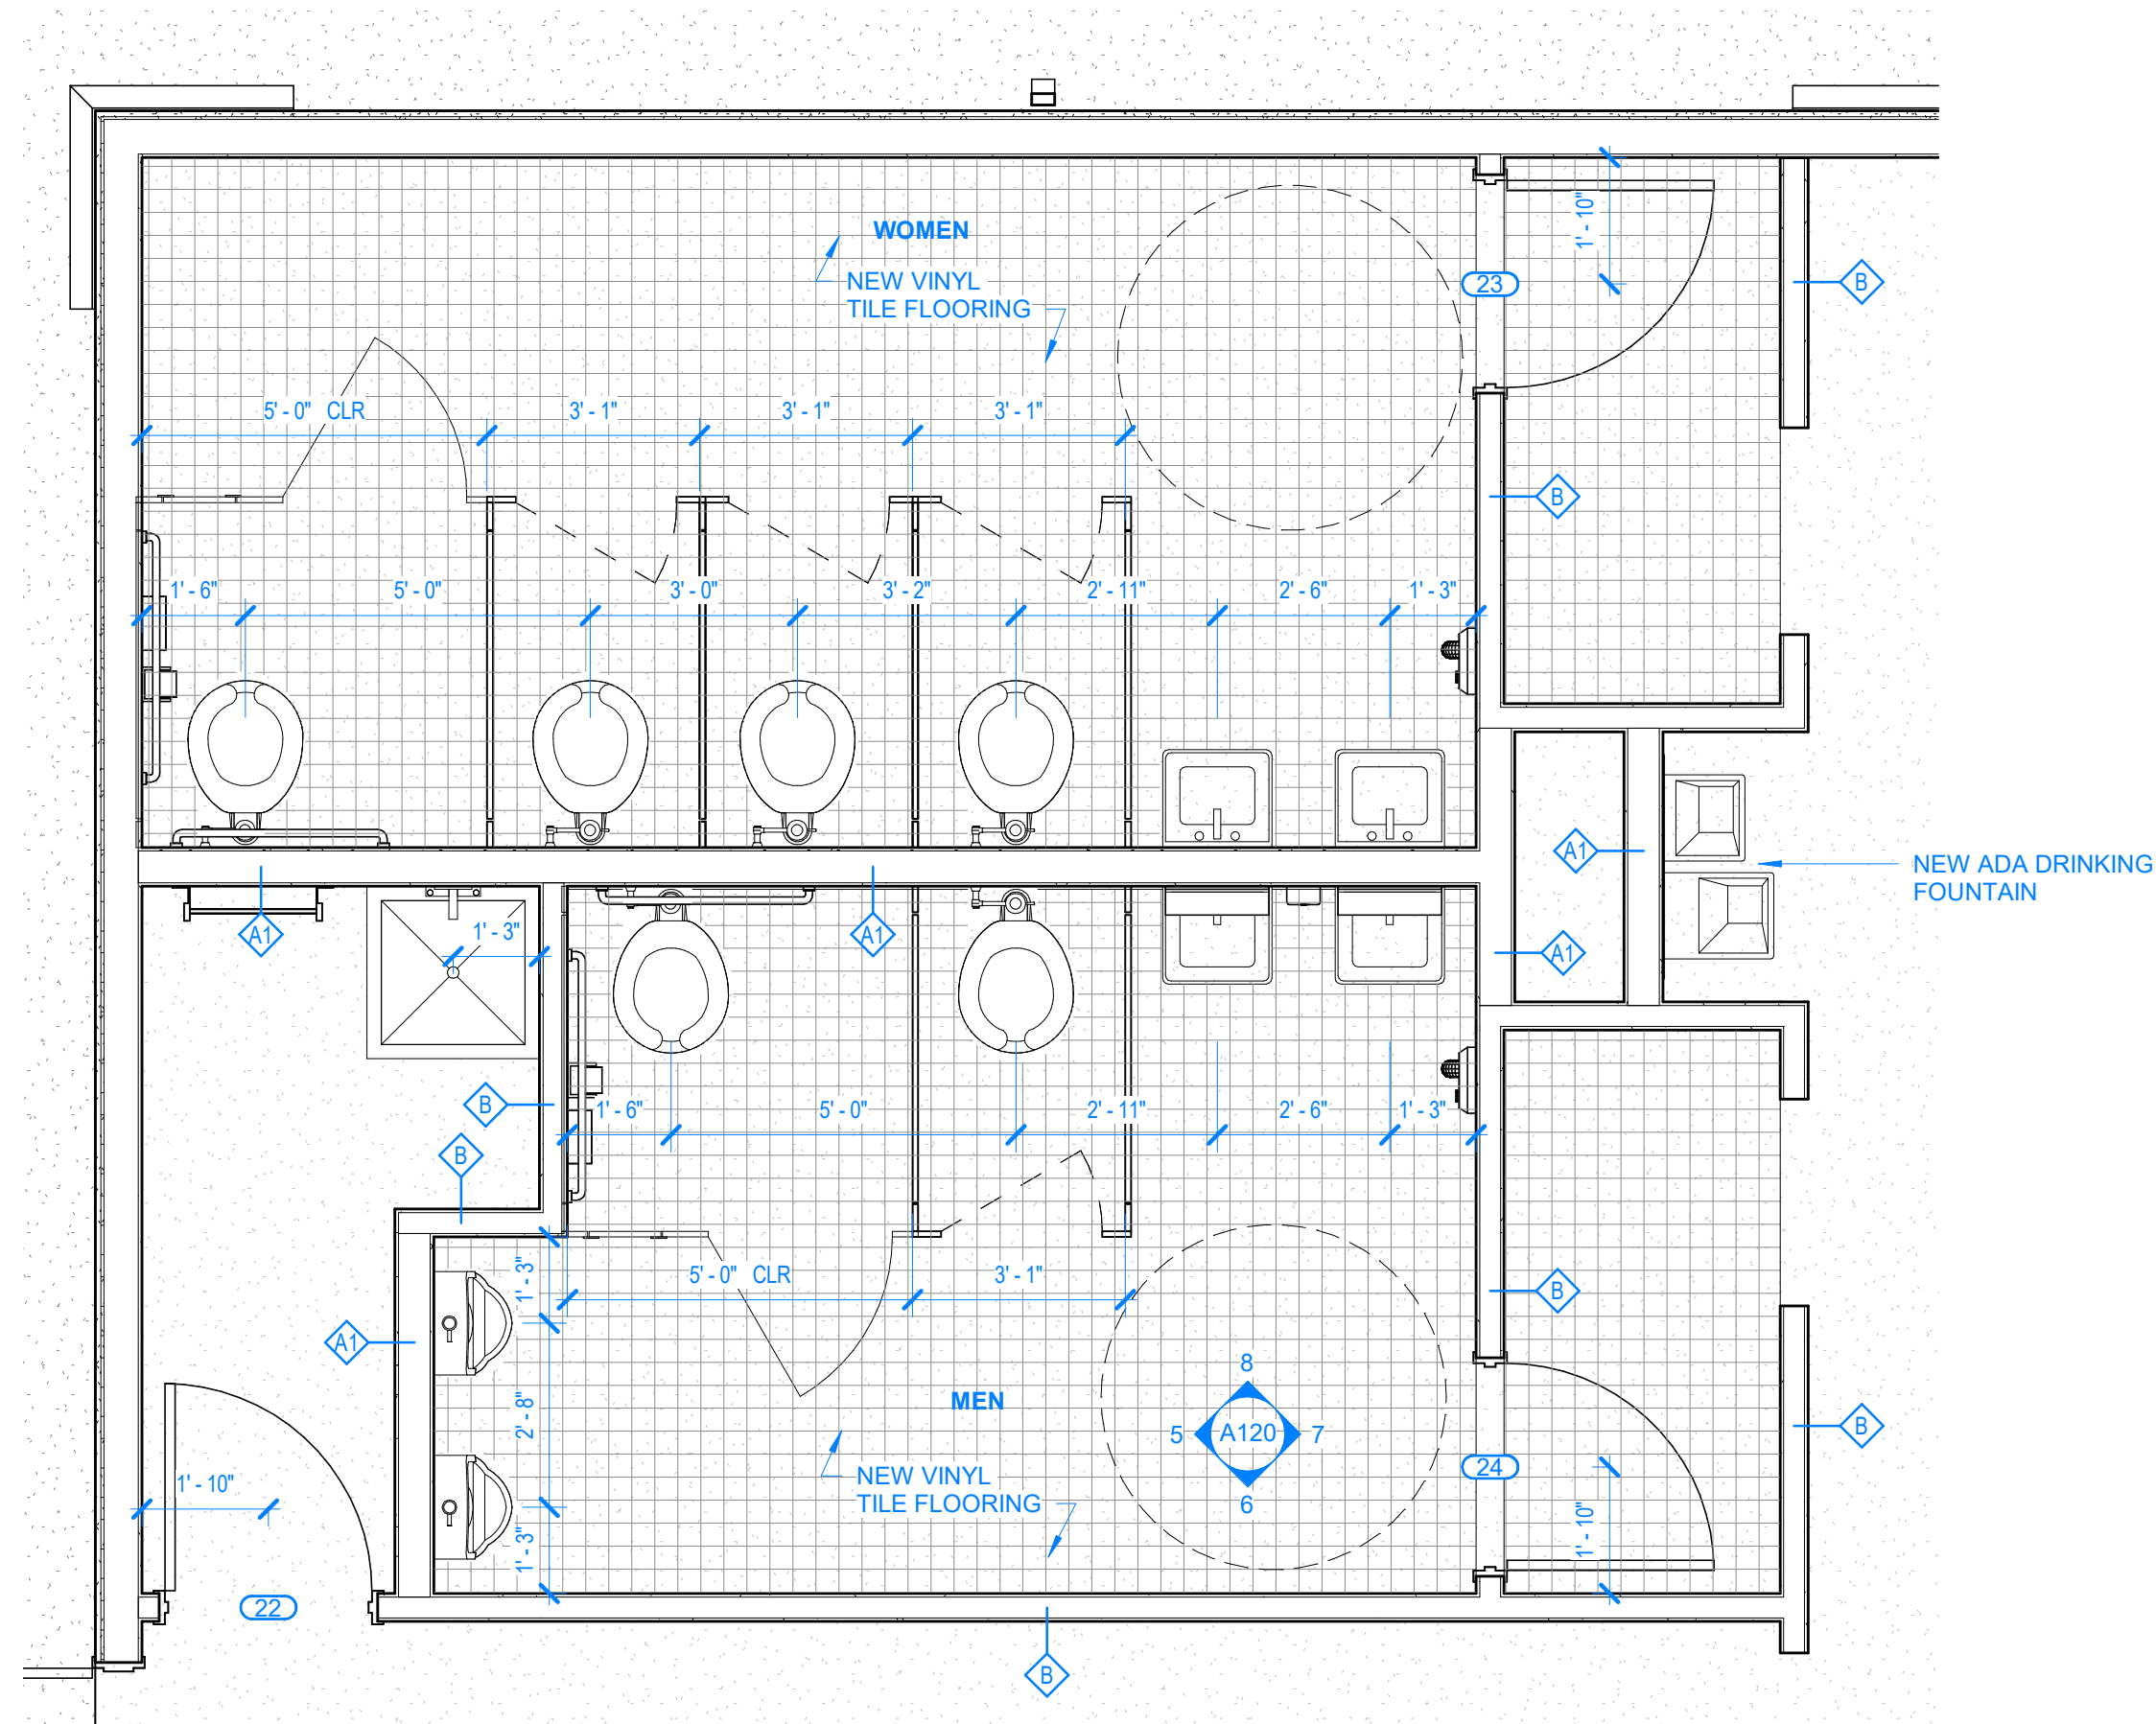 WOMEN
NEW VINYL
TILE FLOORING
1' - 10"
23
B
5' - 0" CLR
3' - 1"
3' - 1"
3' - 1"
B
1' - 6"
5' - 0"
3' - 0"
3' - 2"
2' - 11"
2' - 6"
1' - 3"
A1
NEW ADA DRINKING
FOUNTAIN
A1
1' - 3"
A1
A1
B
1' - 6"
5' - 0"
2' - 11"
2' - 6"
1' - 3"
B
1' - 3"
5' - 0" CLR
3' - 1"
B
A1
8
MEN
2' - 8"
5
A120
7
B
24
NEW VINYL
TILE FLOORING
1' - 10"
6
1' - 3"
1' - 10"
22
B